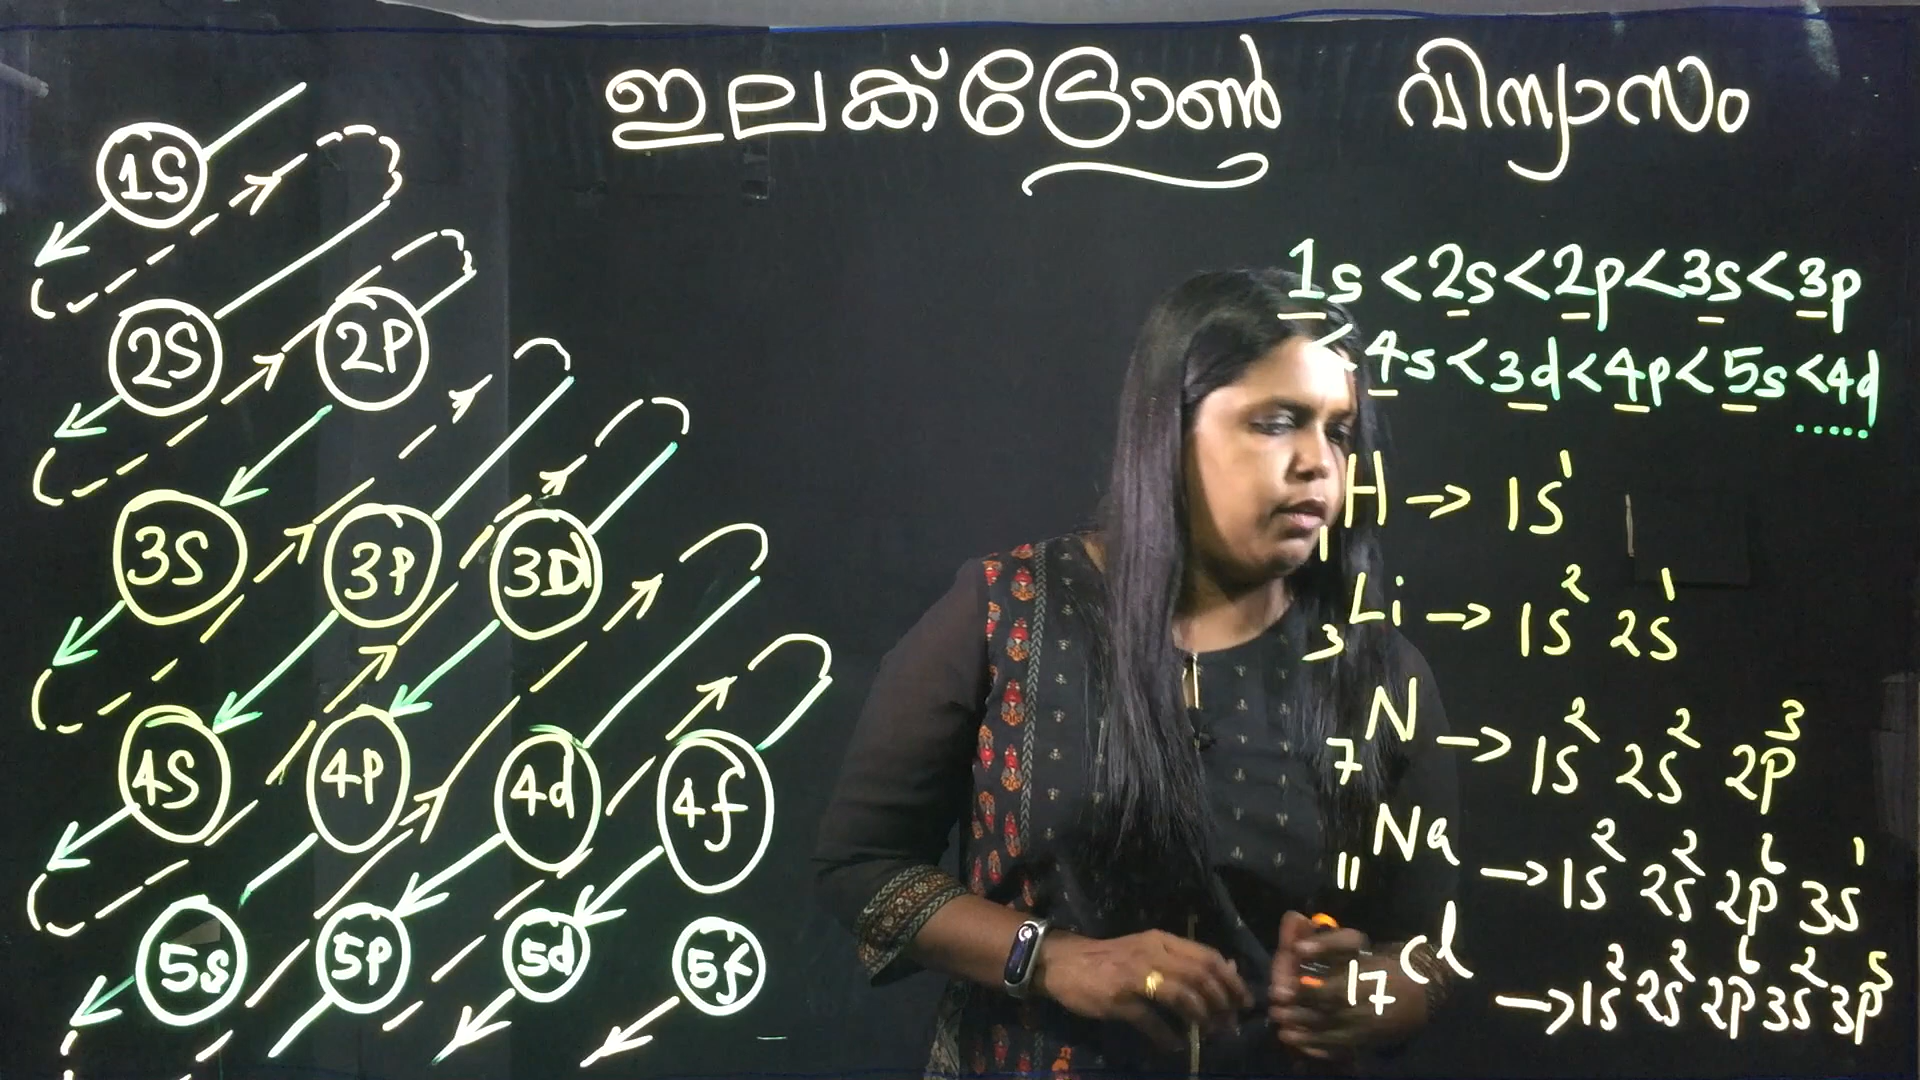 ഇലക്ട്രോൺ വിന്യാസം
1S
2S 2P
3S 3P 3D
4S 4P 4d 4f
5s 5p 5d 5f
1s < 2s < 2p < 3s < 3p
< 4s < 3d < 4p < 5s < 4d
.....
₁H → 1S¹
₃Li → 1S² 2S¹
₇N → 1S² 2S² 2P³
₁₁Na → 1S² 2S² 2P⁶ 3S¹
₁₇Cl → 1S² 2S² 2P⁶ 3S² 3P⁵